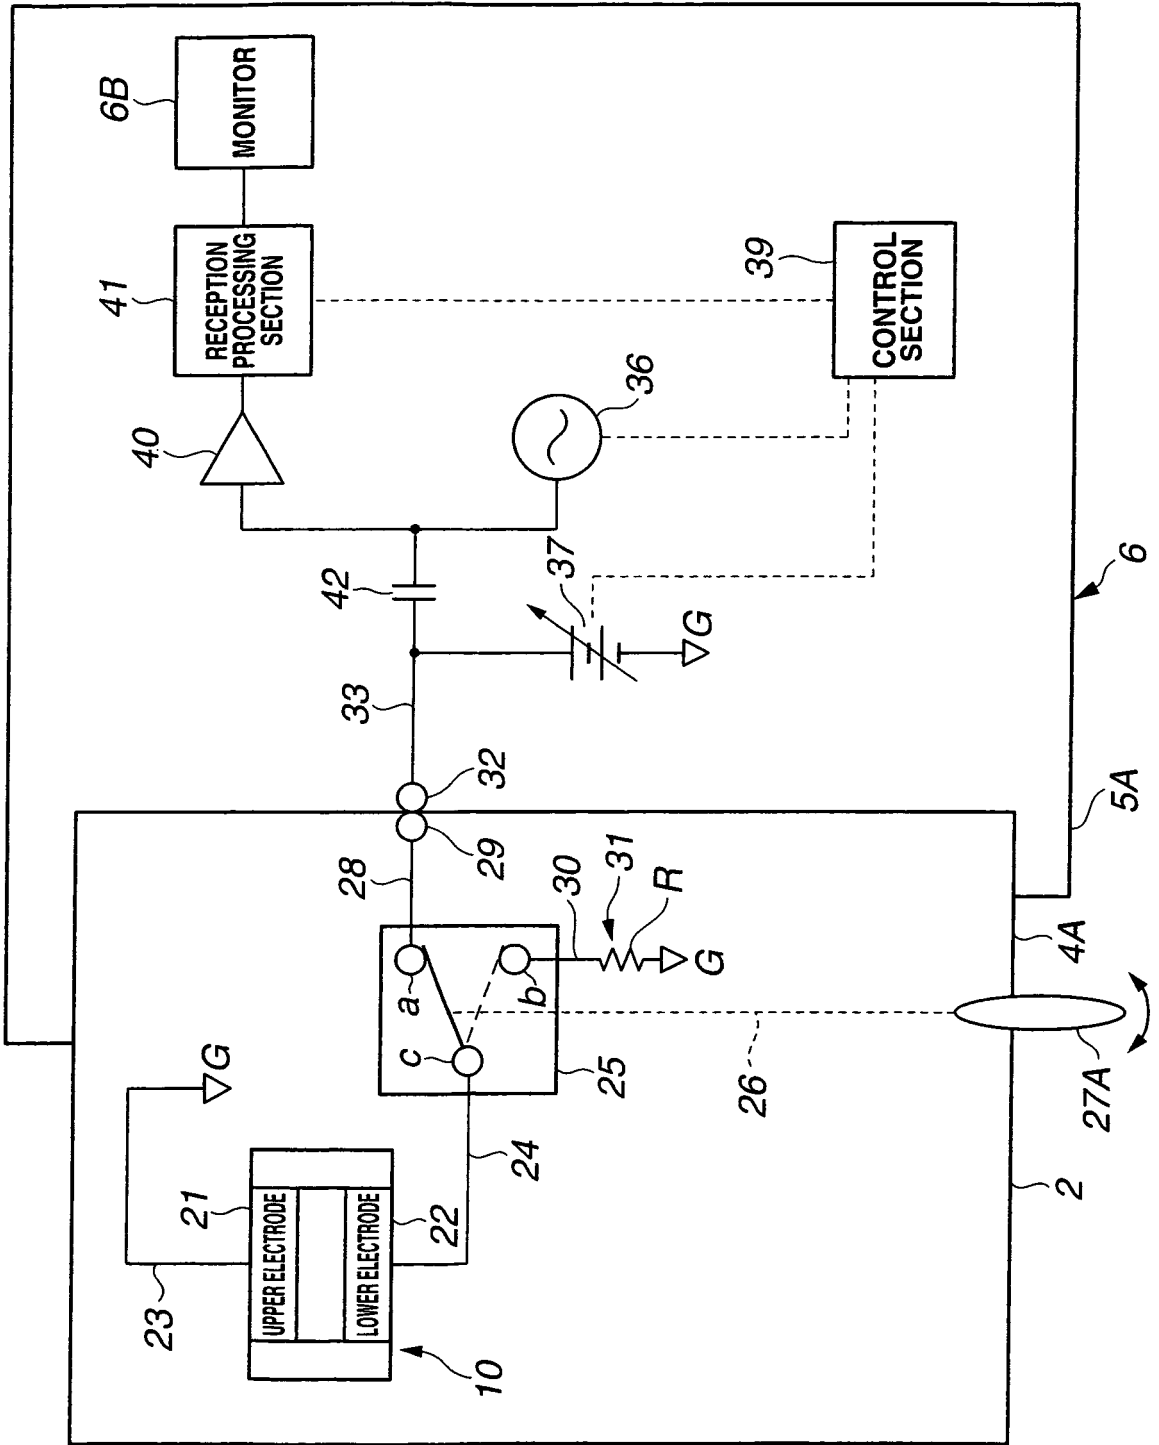 6B
MONITOR
41
RECEPTION
PROCESSING
SECTION
39
CONTROL
SECTION
40
36
42
37
G
6
33
32
29
28
5A
30
31
R
G
4A
a
b
c
25
26
27A
G
24
2
21
UPPER ELECTRODE
22
LOWER ELECTRODE
23
10